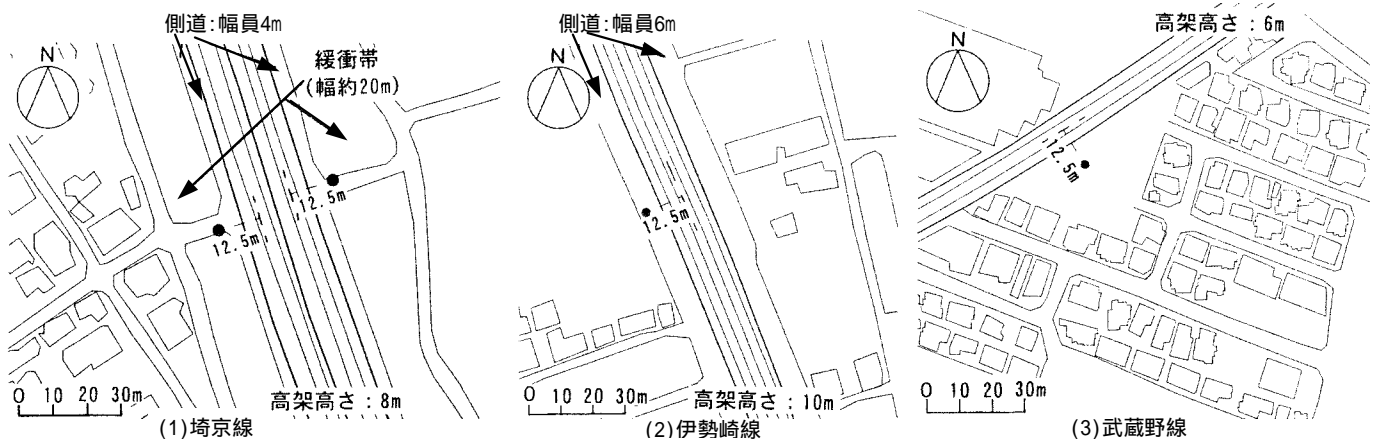 側道:幅員4m
N
緩衝帯
(幅約20m)
12.5m
12.5m
0 10 20 30m
高架高さ:8m
(1)埼京線
側道:幅員6m
N
12.5m
0 10 20 30m
高架高さ:10m
(2)伊勢崎線
高架高さ:6m
N
12.5m
0 10 20 30m
(3)武蔵野線